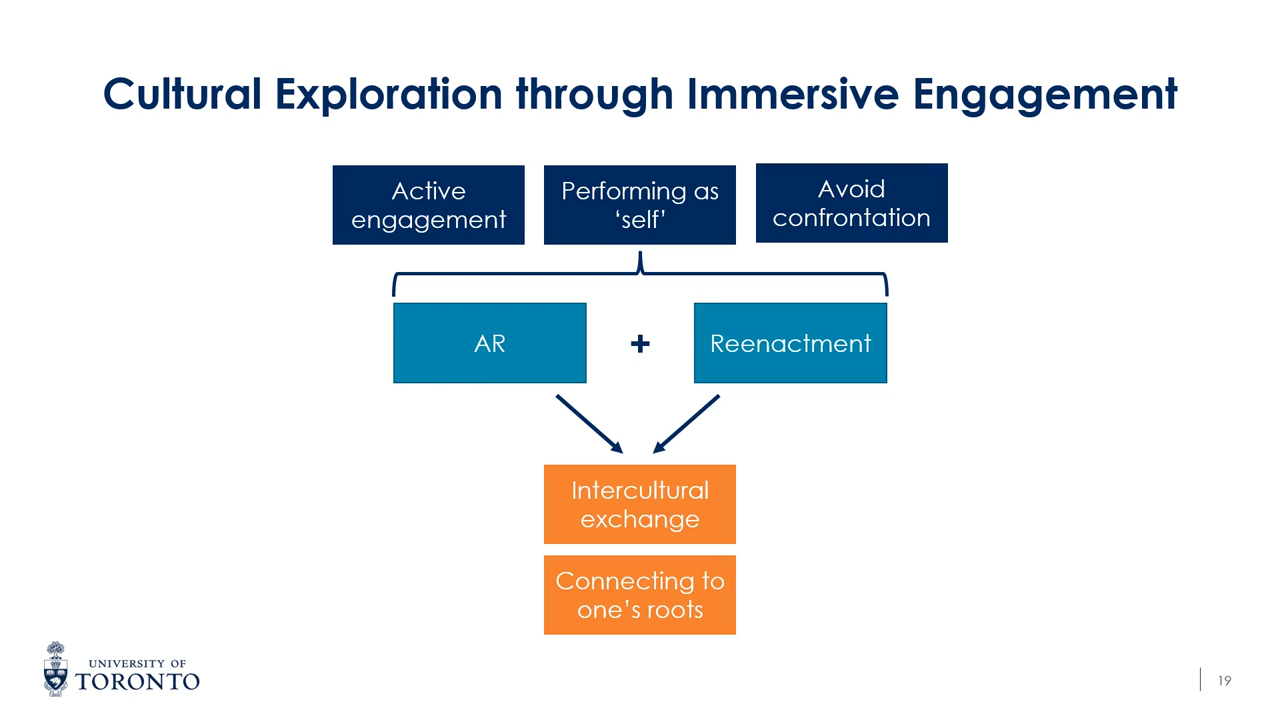 Cultural Exploration through Immersive Engagement
Active
engagement
Performing as
‘self’
Avoid
confrontation
AR
+
Reenactment
Intercultural
exchange
Connecting to
one’s roots
UNIVERSITY OF
TORONTO
19